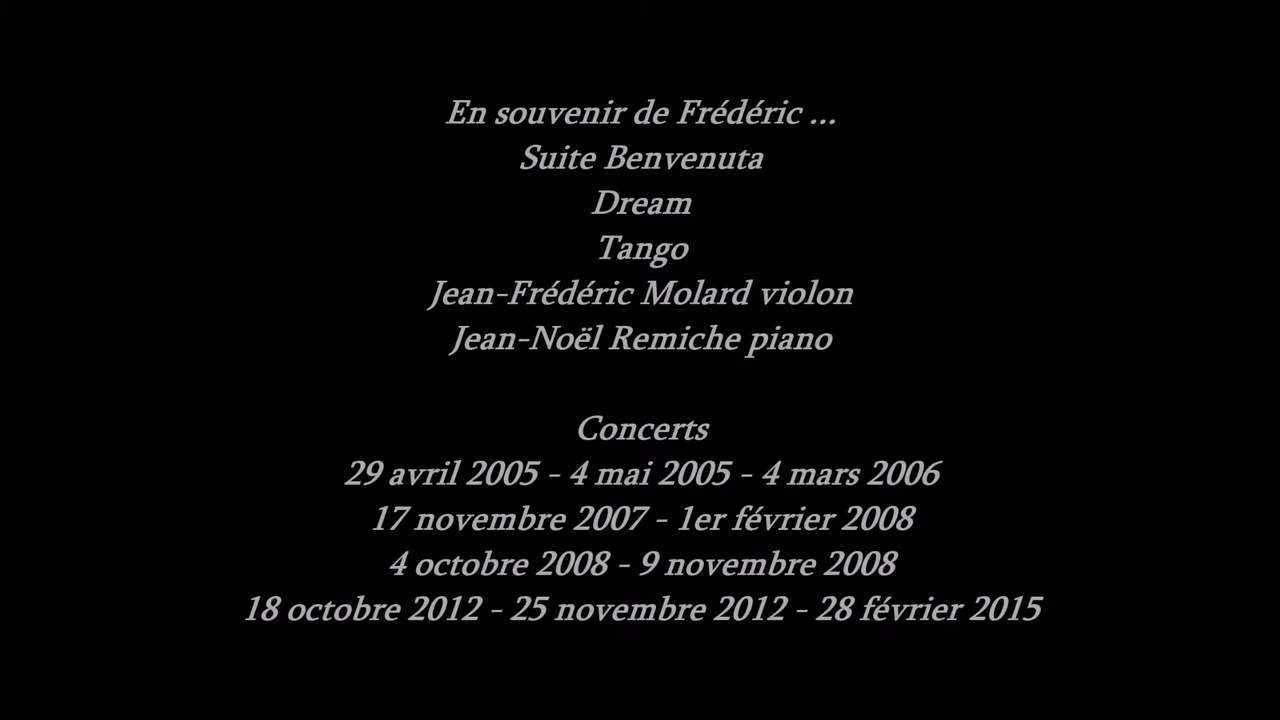 En souvenir de Frédéric ...
Suite Benvenuta
Dream
Tango
Jean-Frédéric Molard violon
Jean-Noël Remiche piano
Concerts
29 avril 2005 - 4 mai 2005 - 4 mars 2006
17 novembre 2007 - 1er février 2008
4 octobre 2008 - 9 novembre 2008
18 octobre 2012 - 25 novembre 2012 - 28 février 2015